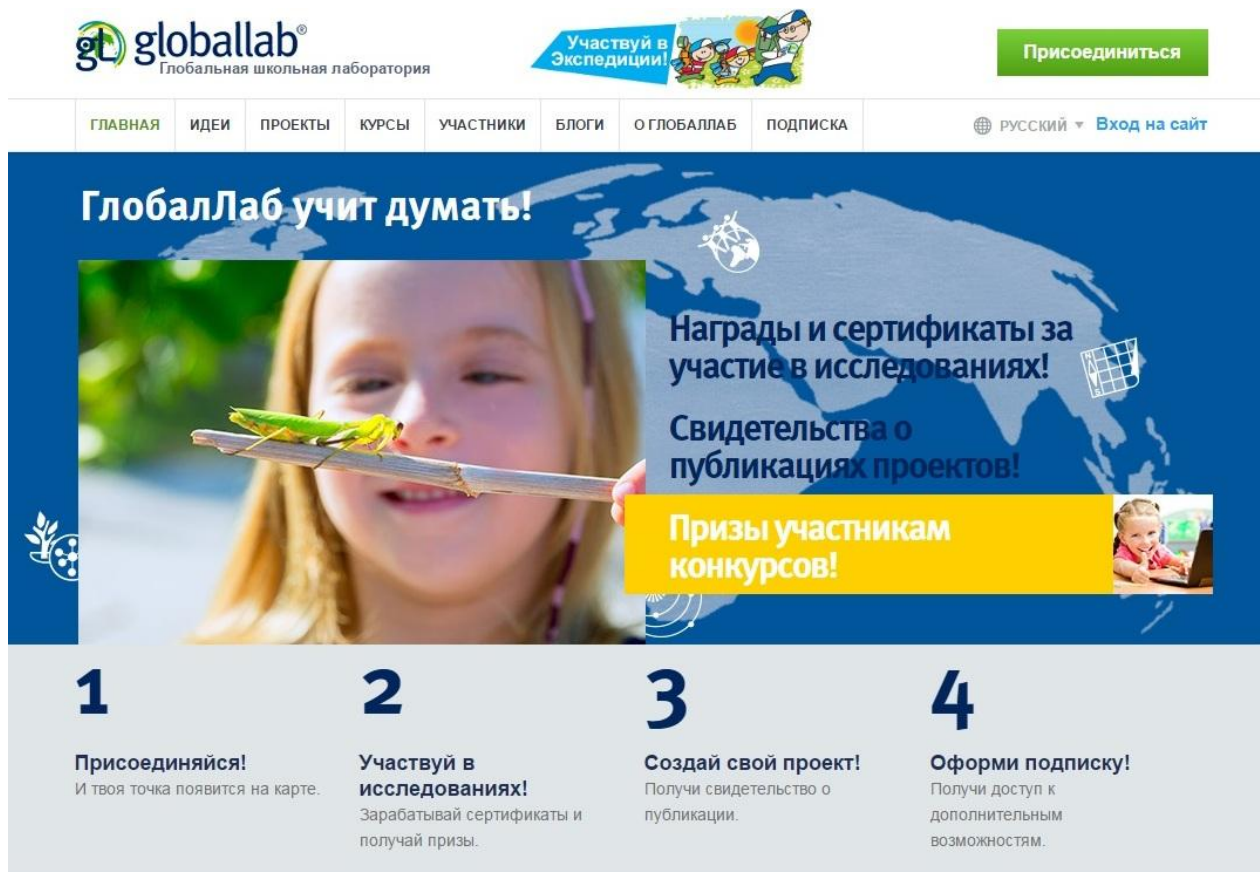 gl globallab®
Глобальная школьная лаборатория
Участвуй в
Экспедиции!
Присоединиться
ГЛАВНАЯ ИДЕИ ПРОЕКТЫ КУРСЫ УЧАСТНИКИ БЛОГИ О ГЛОБАЛЛАБ ПОДПИСКА РУССКИЙ Вход на сайт
ГлобалЛаб учит думать!
Награды и сертификаты за
участие в исследованиях!
Свидетельства о
публикациях проектов!
Призы участникам
конкурсов!
1
Присоединяйся!
И твоя точка появится на карте.
2
Участвуй в
исследованиях!
Зарабатывай сертификаты и
получай призы.
3
Создай свой проект!
Получи свидетельство о
публикации.
4
Оформи подписку!
Получи доступ к
дополнительным
возможностям.